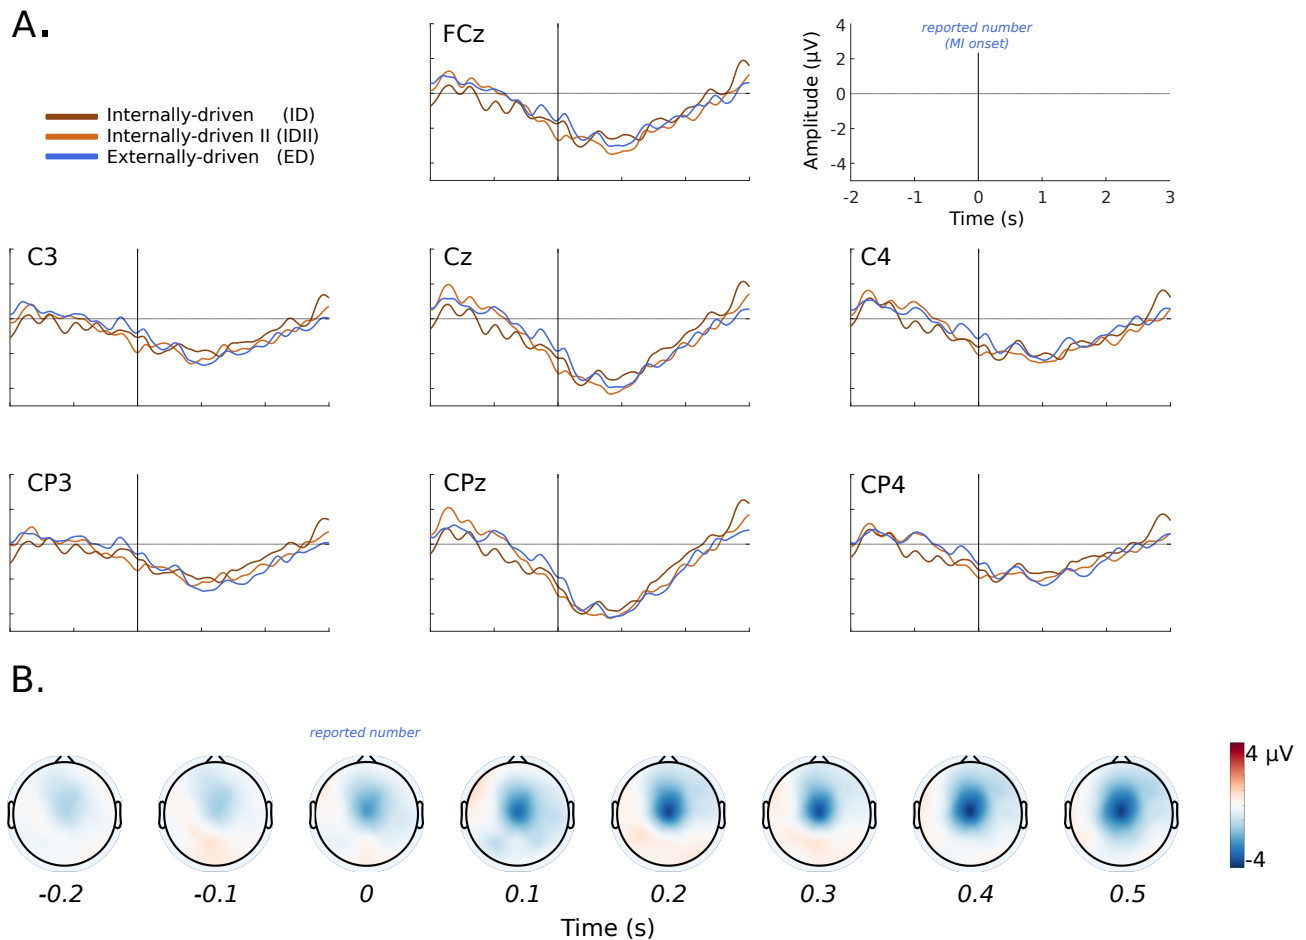 A.
FCz
Internally-driven (ID)
Internally-driven II (IDII)
Externally-driven (ED)
reported number
(MI onset)
Amplitude (µV)
4
2
0
-2
-4
-2 -1 0 1 2 3
Time (s)
C3
Cz
C4
CP3
CPz
CP4
B.
reported number
4 µV
-4
-0.2 -0.1 0 0.1 0.2 0.3 0.4 0.5
Time (s)